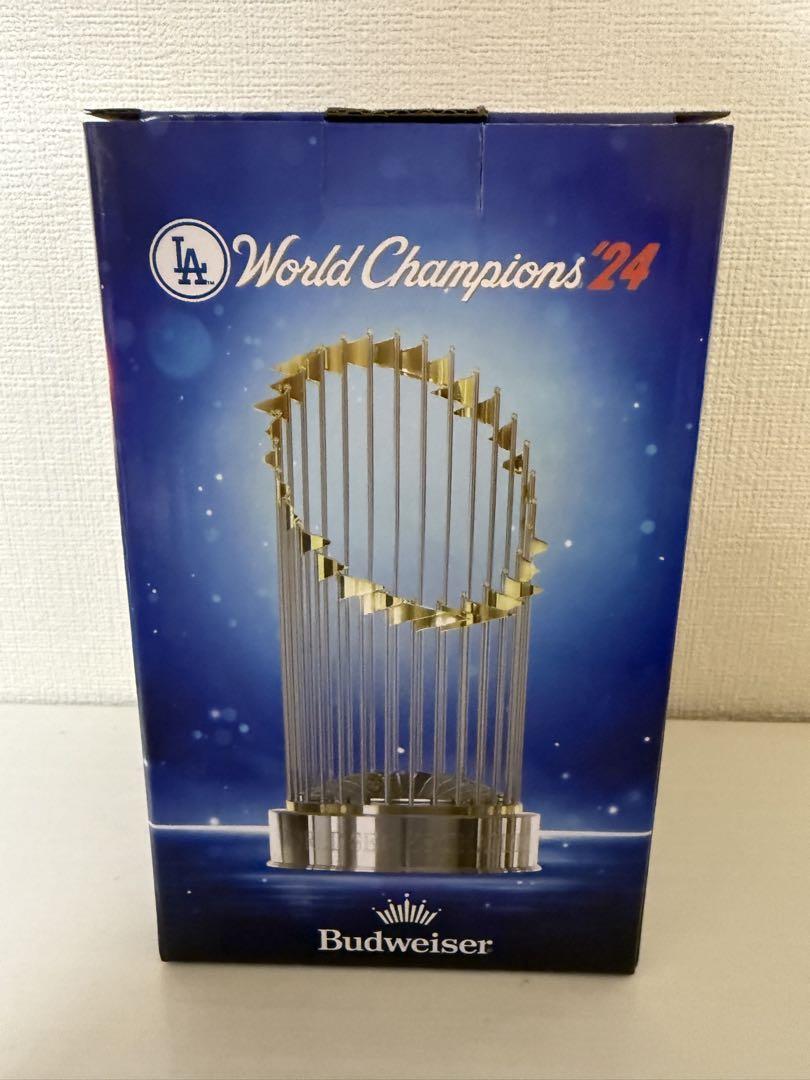 LA World Champions '24
Budweiser